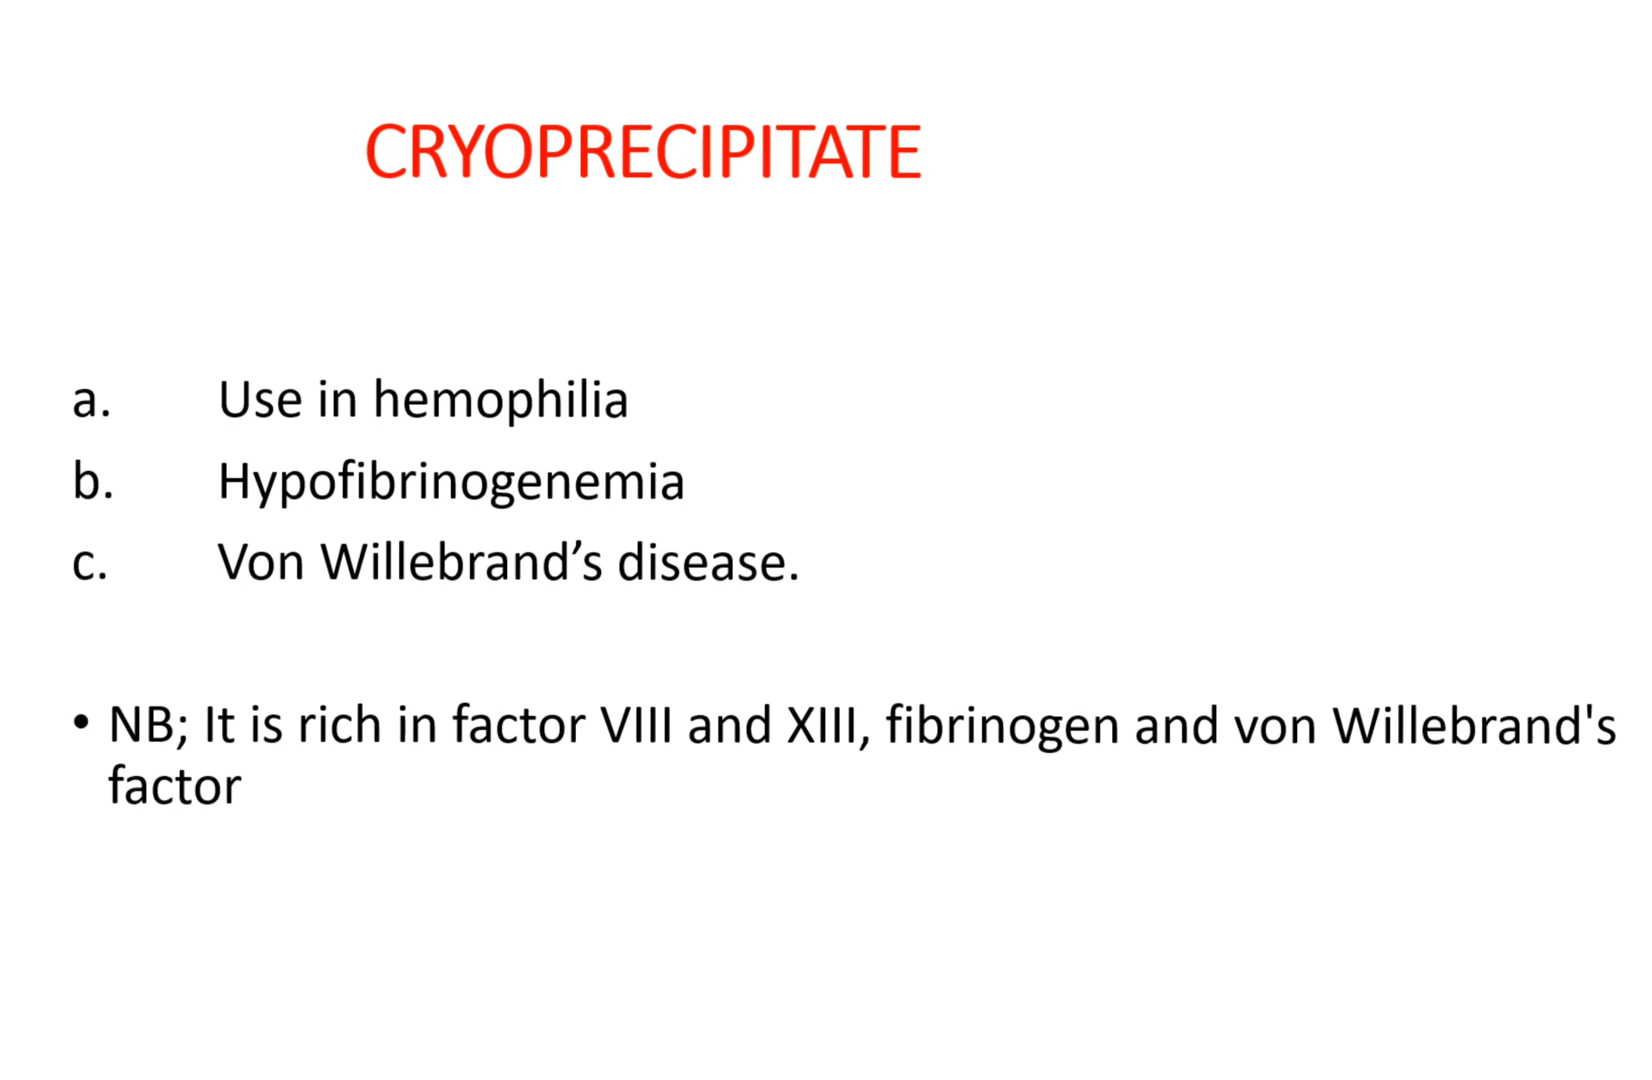 CRYOPRECIPITATE
a. Use in hemophilia
b. Hypofibrinogenemia
c. Von Willebrand’s disease.
• NB; It is rich in factor VIII and XIII, fibrinogen and von Willebrand's
factor